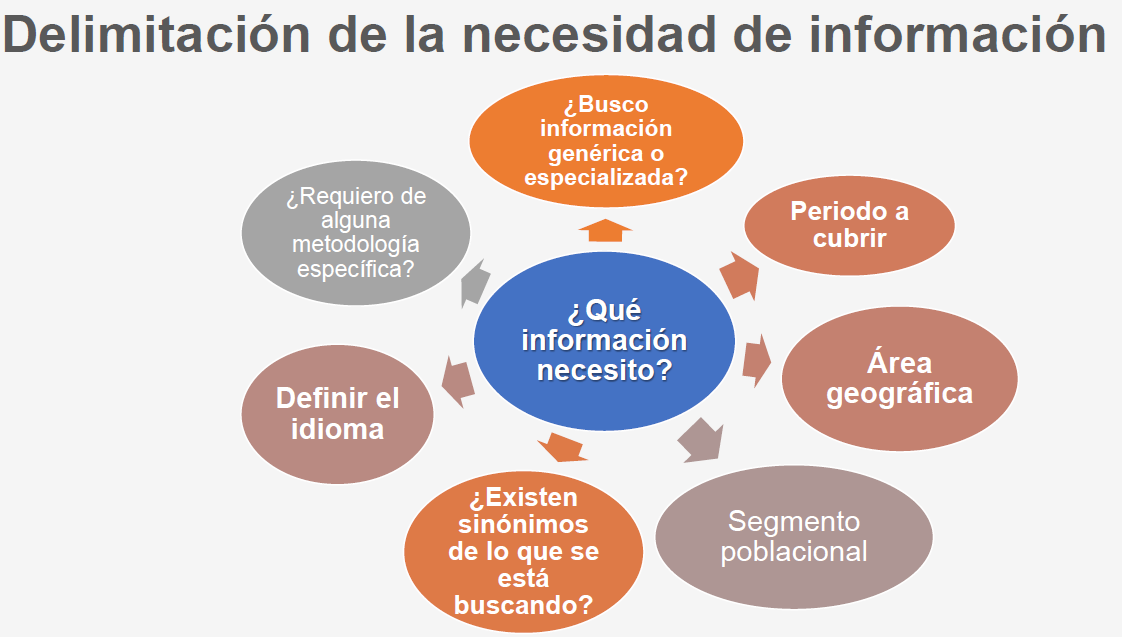 Delimitación de la necesidad de información
¿Busco
información
genérica o
especializada?
Periodo a
cubrir
Área
geográfica
Segmento
poblacional
¿Existen
sinónimos
de lo que se
está
buscando?
Definir el
idioma
¿Requiero de
alguna
metodología
específica?
¿Qué
información
necesito?